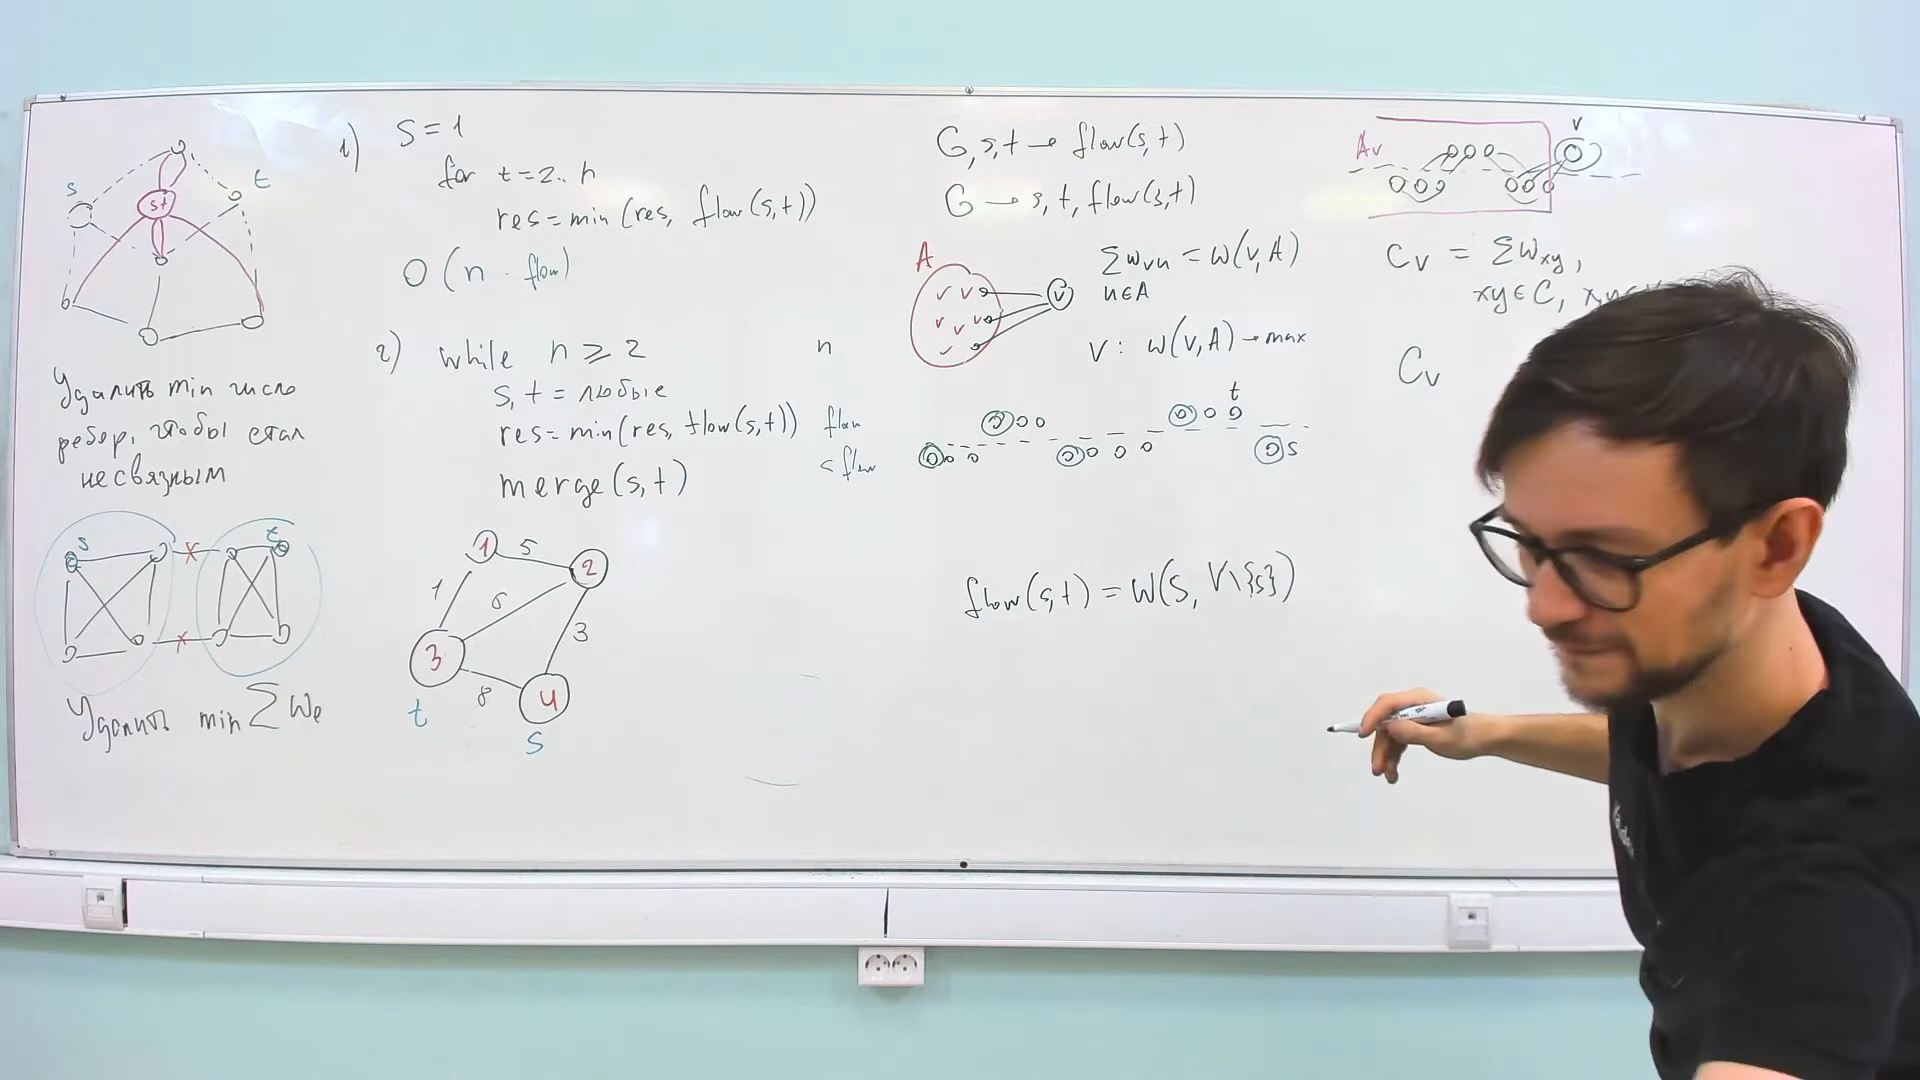 s
t
st
Удалить min число
ребер, чтобы стал
несвязным
s
t
Удалить min ∑ wₑ
1) S = 1
for t = 2.. n
res = min (res, flow(s,t))
O(n · flow)
2) while n ⩾ 2
n
s, t = любые
res = min(res, flow(s,t))
flow
< flow
merge(s,t)
1
5
2
1
6
3
3
8
4
t
s
G, s, t → flow(s,t)
G → s, t, flow(s,t)
A
v v
v v v
v
v
∑ w_vu = w(v, A)
u∈A
v : w(v,A) → max
t
s
flow(s,t) = w(s, V\{s})
Av
v
Cv = ∑ w_xy,
xy ∈ C,
Cv